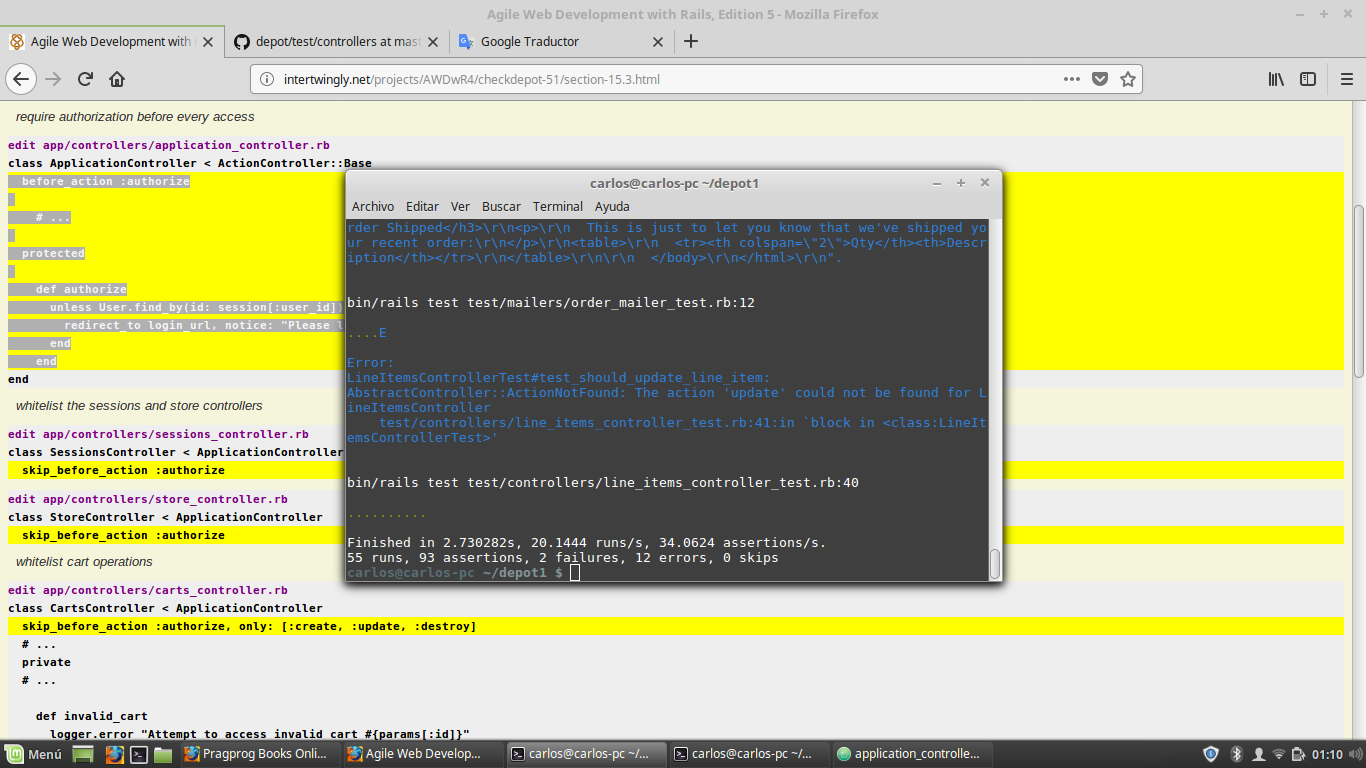 Agile Web Development with Rails, Edition 5 - Mozilla Firefox
Agile Web Development with
depot/test/controllers at mas
Google Traductor
intertwingly.net/projects/AWDwR4/checkdepot-51/section-15.3.html
require authorization before every access
edit app/controllers/application_controller.rb
class ApplicationController < ActionController::Base
before_action :authorize
# ...
protected
def authorize
unless User.find_by(id: session[:user_id])
redirect_to login_url, notice: "Please l
end
end
end
whitelist the sessions and store controllers
edit app/controllers/sessions_controller.rb
class SessionsController < ApplicationController
skip_before_action :authorize
edit app/controllers/store_controller.rb
class StoreController < ApplicationController
skip_before_action :authorize
whitelist cart operations
edit app/controllers/carts_controller.rb
class CartsController < ApplicationController
skip_before_action :authorize, only: [:create, :update, :destroy]
# ...
private
# ...
def invalid_cart
logger.error "Attempt to access invalid cart #{params[:id]}"
carlos@carlos-pc ~/depot1
Archivo Editar Ver Buscar Terminal Ayuda
rder Shipped</h3>\r\n<p>\r\n  This is just to let you know that we've shipped yo
ur recent order:\r\n</p>\r\n<table>\r\n  <tr><th colspan=\"2\">Qty</th><th>Descr
iption</th></tr>\r\n</table>\r\n\r\n  </body>\r\n</html>\r\n".
bin/rails test test/mailers/order_mailer_test.rb:12
....E
Error:
LineItemsControllerTest#test_should_update_line_item:
AbstractController::ActionNotFound: The action 'update' could not be found for L
ineItemsController
test/controllers/line_items_controller_test.rb:41:in `block in <class:LineIt
emsControllerTest>'
bin/rails test test/controllers/line_items_controller_test.rb:40
..........
Finished in 2.730282s, 20.1444 runs/s, 34.0624 assertions/s.
55 runs, 93 assertions, 2 failures, 12 errors, 0 skips
carlos@carlos-pc ~/depot1 $
Menú
Pragprog Books Onli...
Agile Web Develop...
carlos@carlos-pc ~/...
carlos@carlos-pc ~/...
application_controlle...
01:10